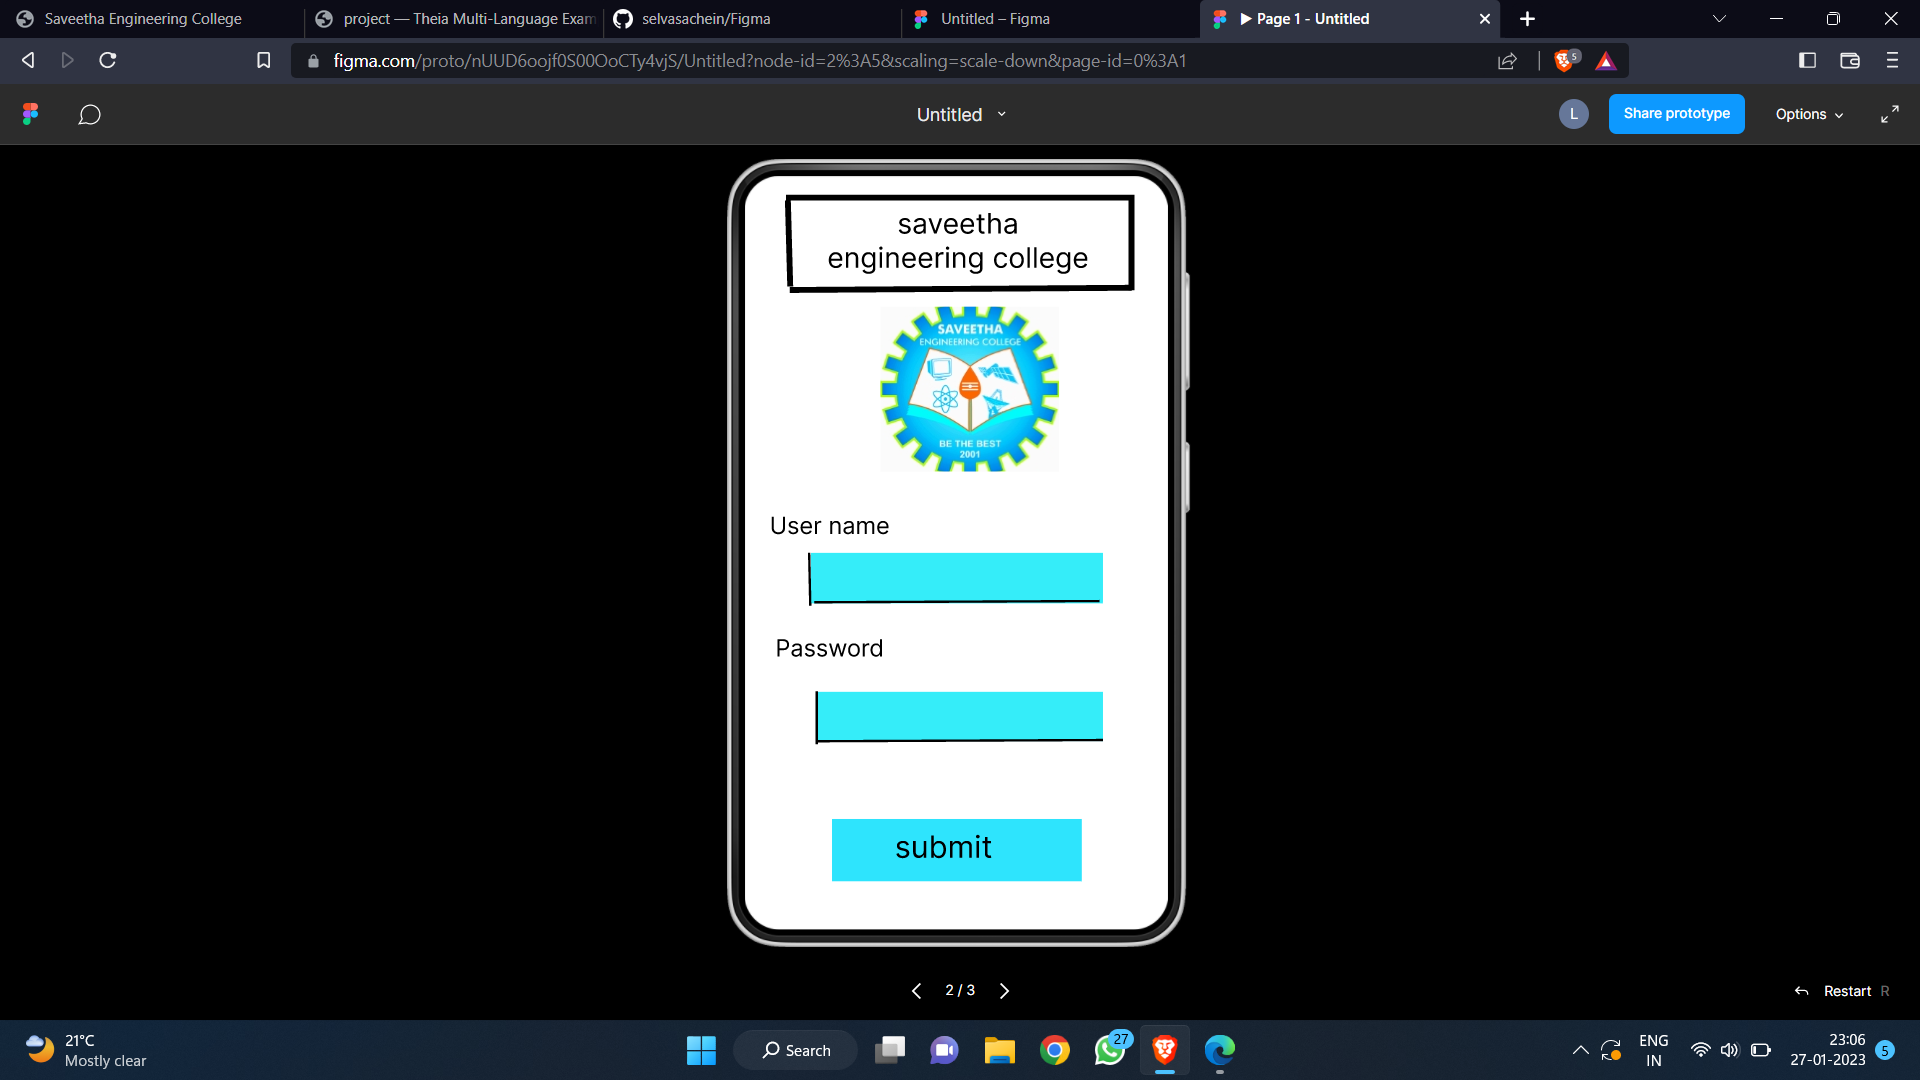 Saveetha Engineering College
project — Theia Multi-Language Exam
selvasachein/Figma
Untitled – Figma
Page 1 - Untitled
figma.com/proto/nUUD6oojf0S00OoCTy4vjS/Untitled?node-id=2%3A5&scaling=scale-down&page-id=0%3A1
5
Untitled
L
Share prototype
Options
saveetha
engineering college
SAVEETHA
ENGINEERING COLLEGE
BE THE BEST
2001
User name
Password
submit
2 / 3
Restart R
21°C
Mostly clear
Search
27
ENG
IN
23:06
27-01-2023
5